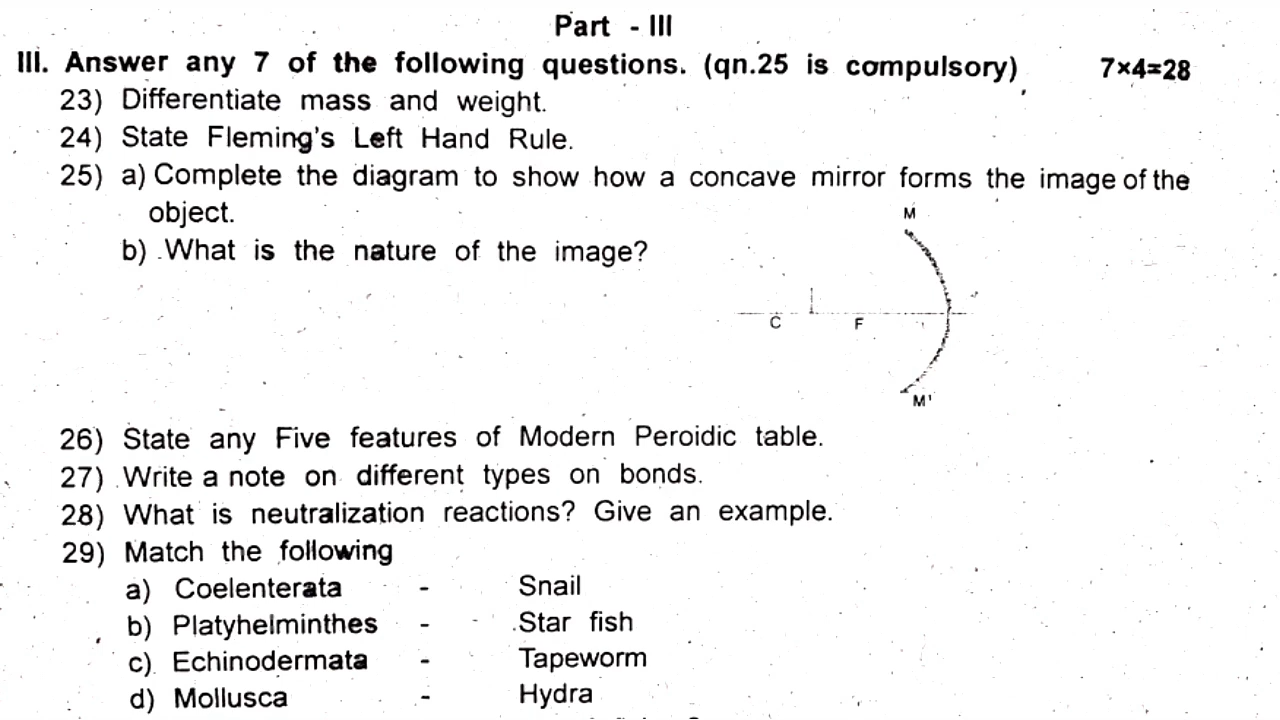 Part - III
III. Answer any 7 of the following questions. (qn.25 is compulsory) 7×4=28
23) Differentiate mass and weight.
24) State Fleming's Left Hand Rule.
25) a) Complete the diagram to show how a concave mirror forms the image of the
object.
M
b) What is the nature of the image?
C F
M'
26) State any Five features of Modern Peroidic table.
27) Write a note on different types on bonds.
28) What is neutralization reactions? Give an example.
29) Match the following
a) Coelenterata - Snail
b) Platyhelminthes - Star fish
c) Echinodermata - Tapeworm
d) Mollusca - Hydra